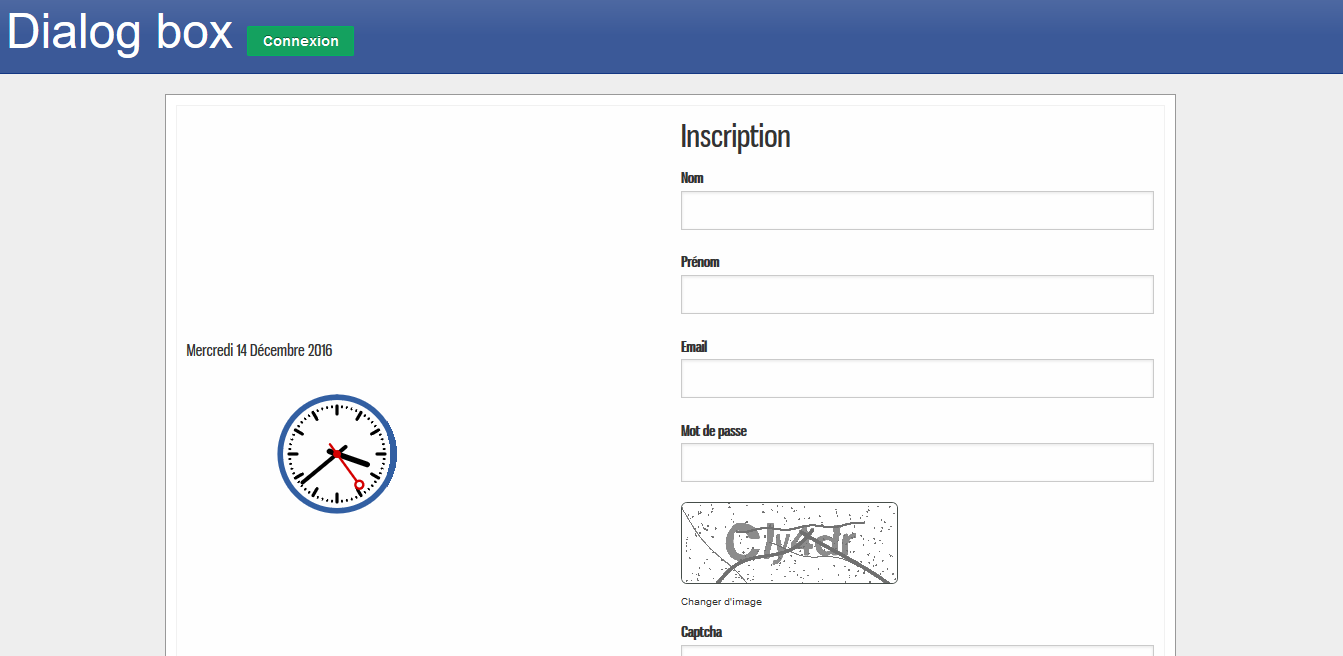 Dialog box
Connexion
Inscription
Nom
Prénom
Email
Mot de passe
Mercredi 14 Décembre 2016
Cly4dr
Changer d'image
Captcha